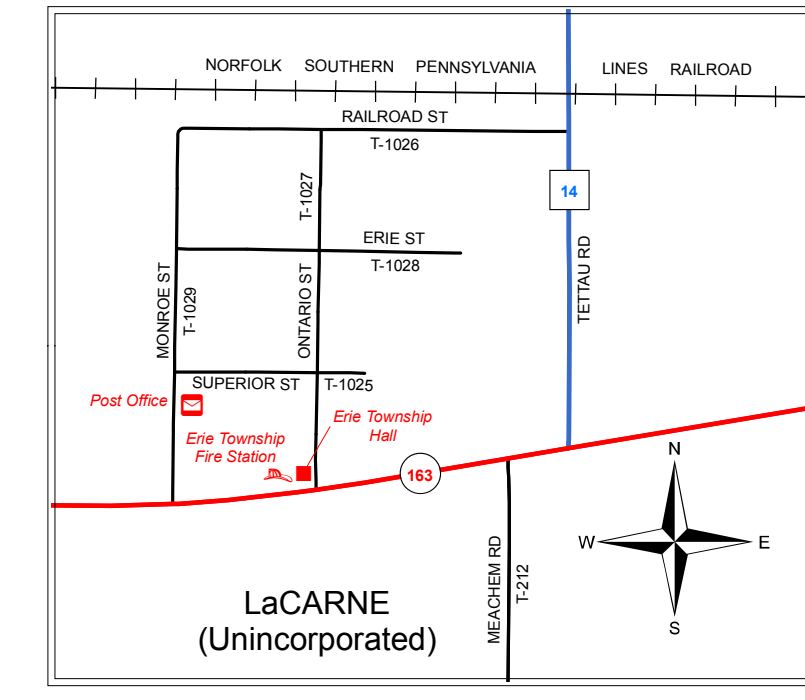 NORFOLK SOUTHERN PENNSYLVANIA LINES RAILROAD
RAILROAD ST
T-1026
T-1027
14
ERIE ST
T-1028
TETTAU RD
MONROE ST
T-1029
ONTARIO ST
SUPERIOR ST
T-1025
Post Office
Erie Township
Hall
Erie Township
Fire Station
163
N
W
E
S
MEACHEM RD
T-212
LaCARNE
(Unincorporated)